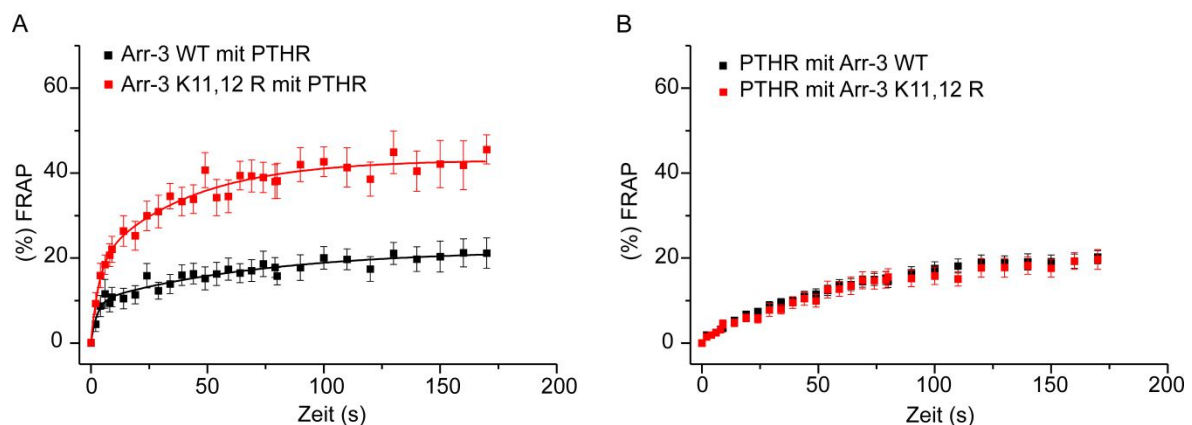 A
Arr-3 WT mit PTHR
Arr-3 K11,12 R mit PTHR
(%) FRAP
60
40
20
0
0 50 100 150 200
Zeit (s)
B
PTHR mit Arr-3 WT
PTHR mit Arr-3 K11,12 R
(%) FRAP
60
40
20
0
0 50 100 150 200
Zeit (s)